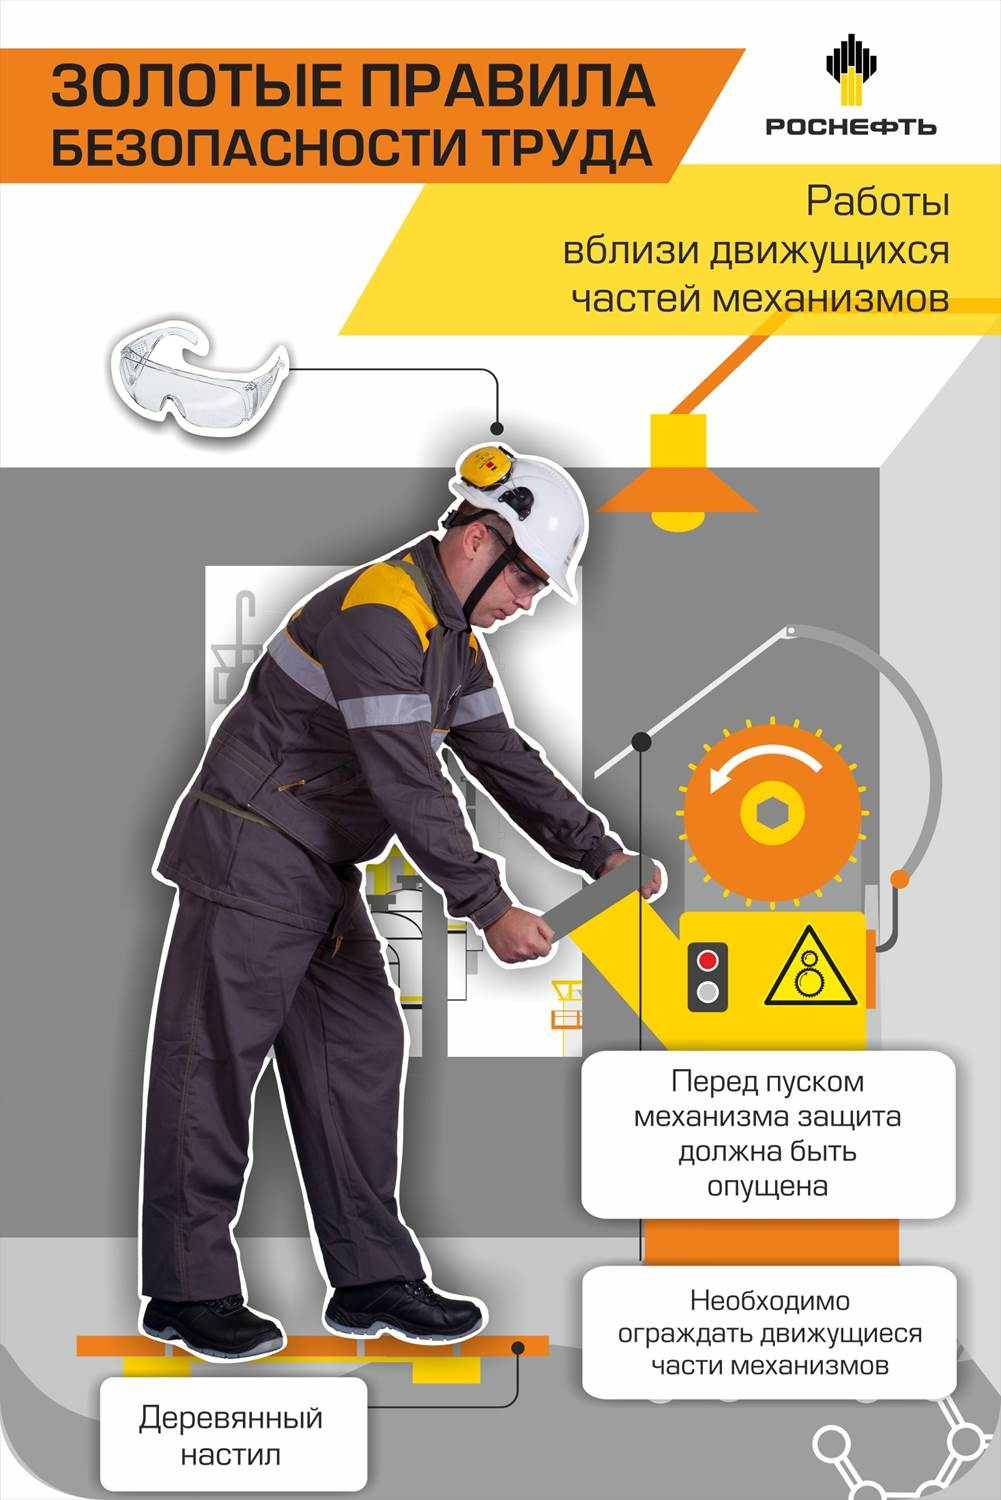 ЗОЛОТЫЕ ПРАВИЛА
БЕЗОПАСНОСТИ ТРУДА
РОСНЕФТЬ
Работы
вблизи движущихся
частей механизмов
Перед пуском
механизма защита
должна быть
опущена
Необходимо
ограждать движущиеся
части механизмов
Деревянный
настил